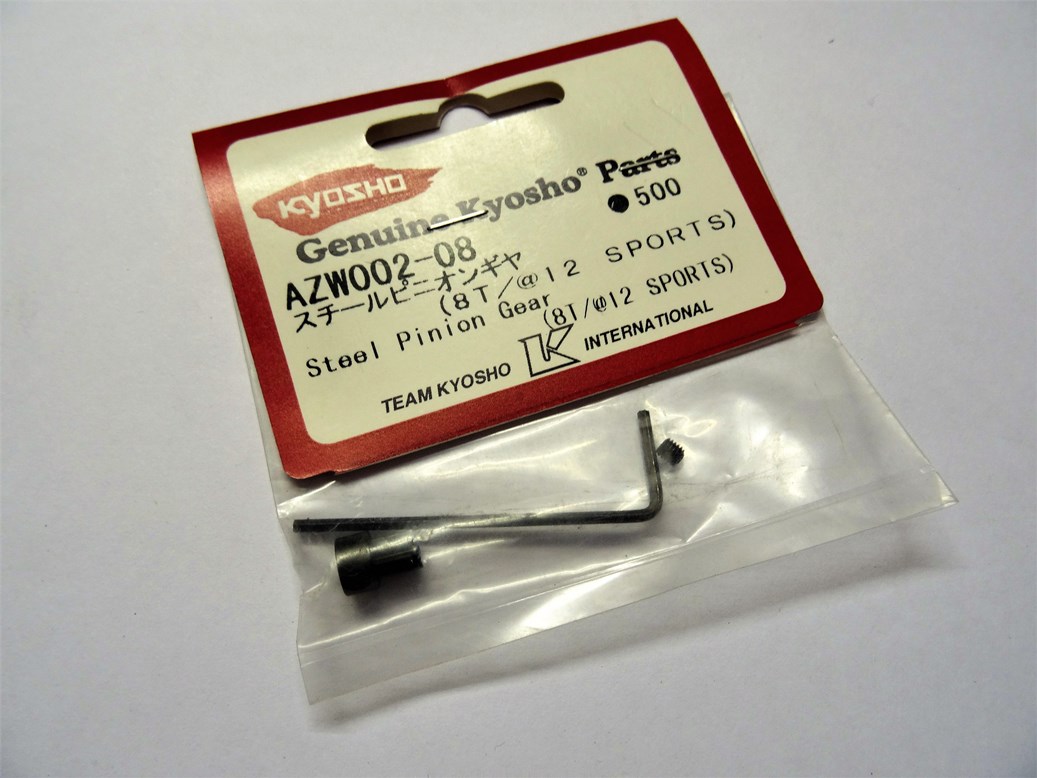 KYOSHO
Genuine Kyosho® Parts
AZW002-08 ●500
スチールピニオンギヤ
(8T/@12 SPORTS)
Steel Pinion Gear
(8T/@12 SPORTS)
TEAM KYOSHO K INTERNATIONAL